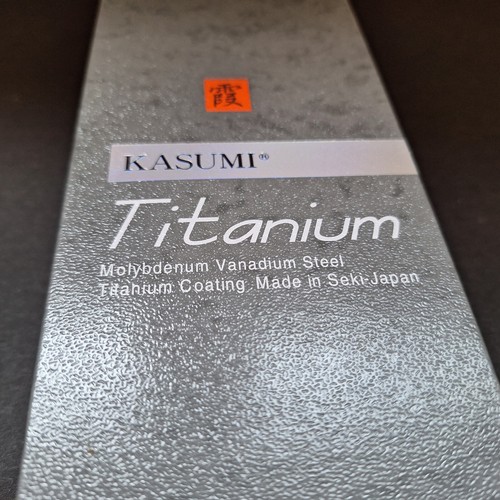 霞
KASUMI®
Titanium
Molybdenum Vanadium Steel
Titanium Coating Made in Seki-Japan